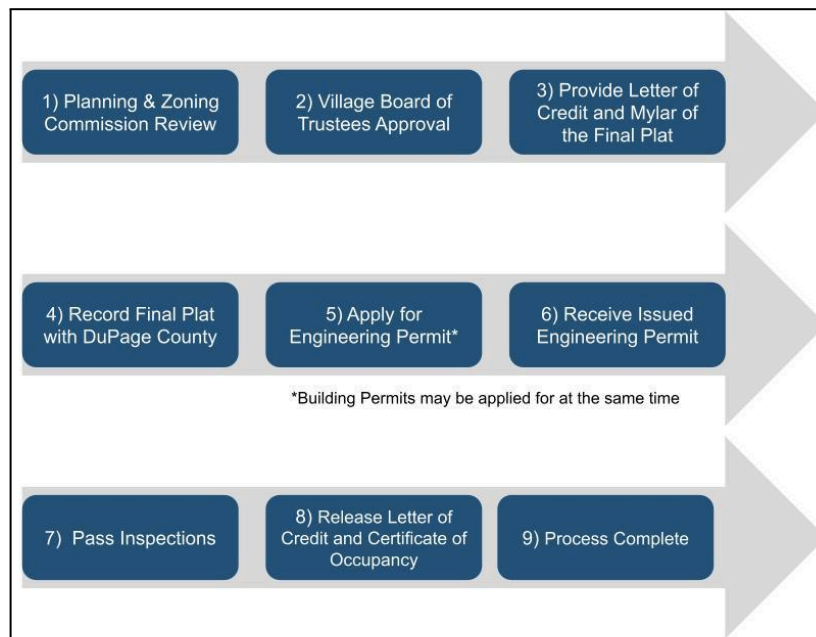 1) Planning & Zoning
Commission Review
2) Village Board of
Trustees Approval
3) Provide Letter of
Credit and Mylar of
the Final Plat
4) Record Final Plat
with DuPage County
5) Apply for
Engineering Permit*
6) Receive Issued
Engineering Permit
*Building Permits may be applied for at the same time
7) Pass Inspections
8) Release Letter of
Credit and Certificate of
Occupancy
9) Process Complete